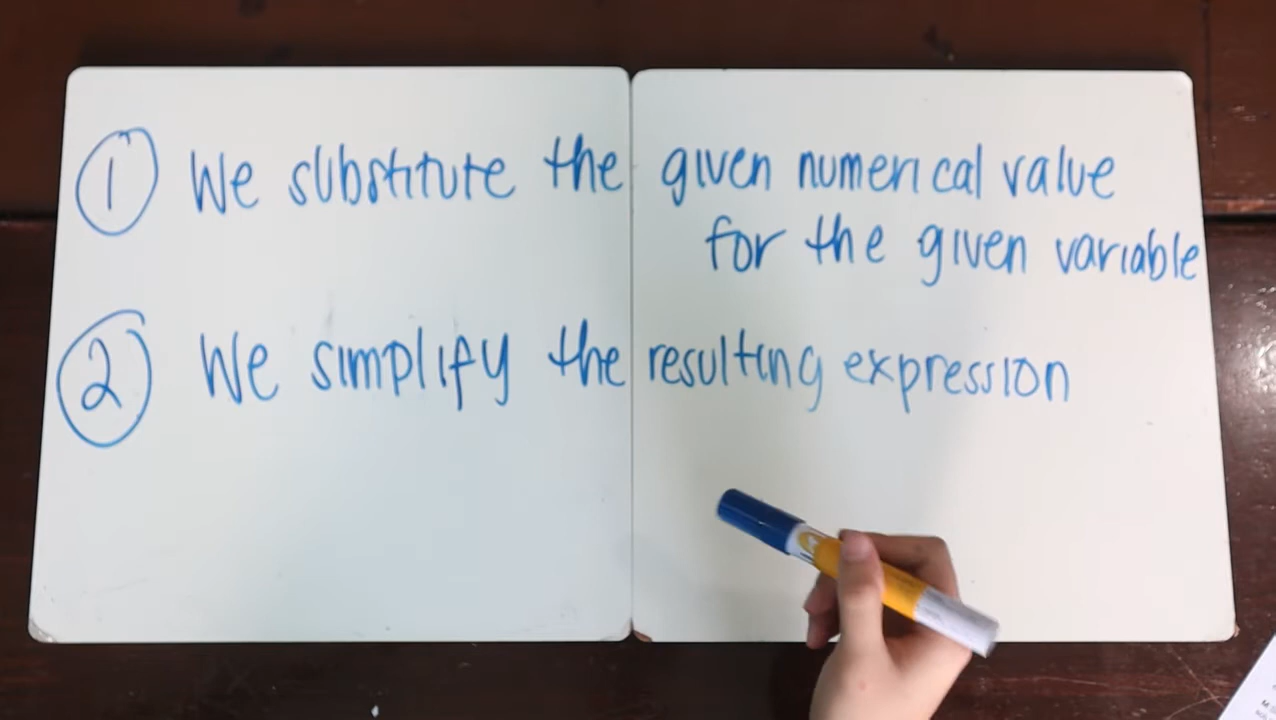 ① We substitute the given numerical value
for the given variable
② We simplify the resulting expression